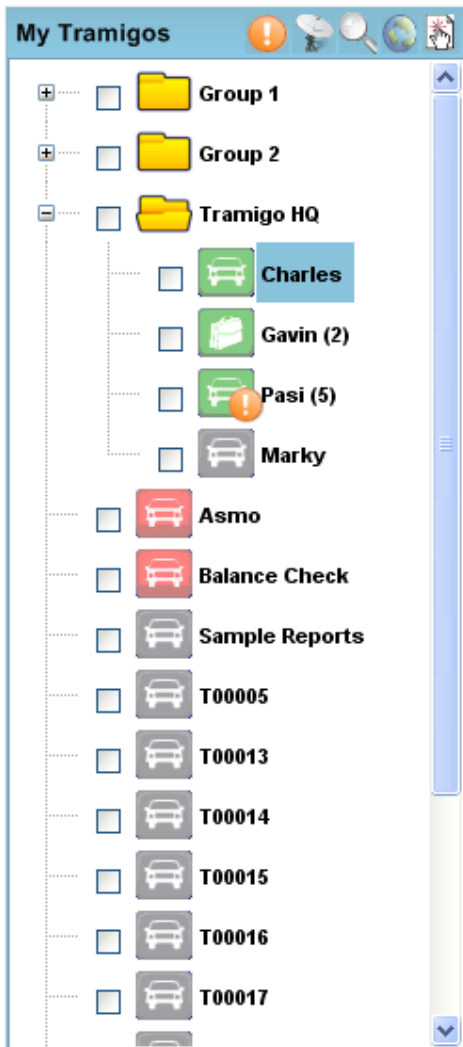 My Tramigos
Group 1
Group 2
Tramigo HQ
Charles
Gavin (2)
Pasi (5)
Marky
Asmo
Balance Check
Sample Reports
T00005
T00013
T00014
T00015
T00016
T00017